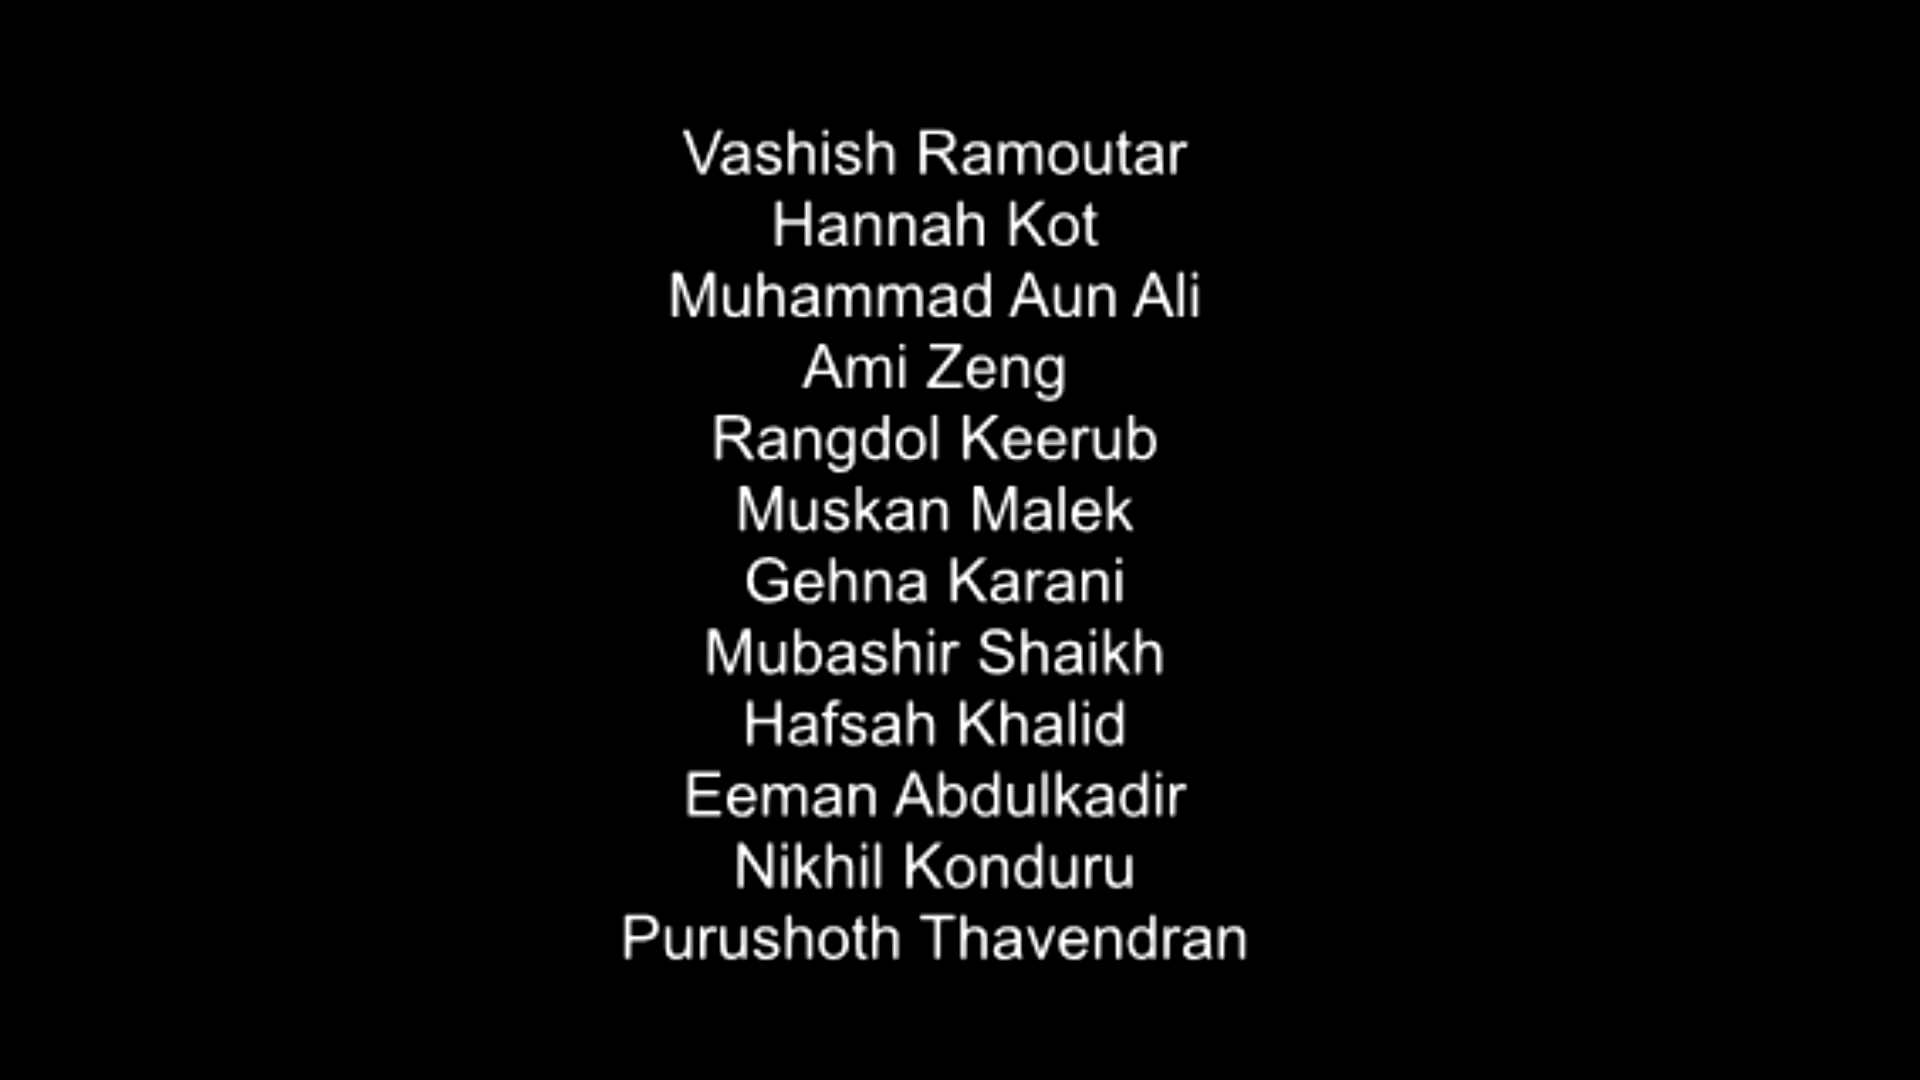 Vashish Ramoutar
Hannah Kot
Muhammad Aun Ali
Ami Zeng
Rangdol Keerub
Muskan Malek
Gehna Karani
Mubashir Shaikh
Hafsah Khalid
Eeman Abdulkadir
Nikhil Konduru
Purushoth Thavendran